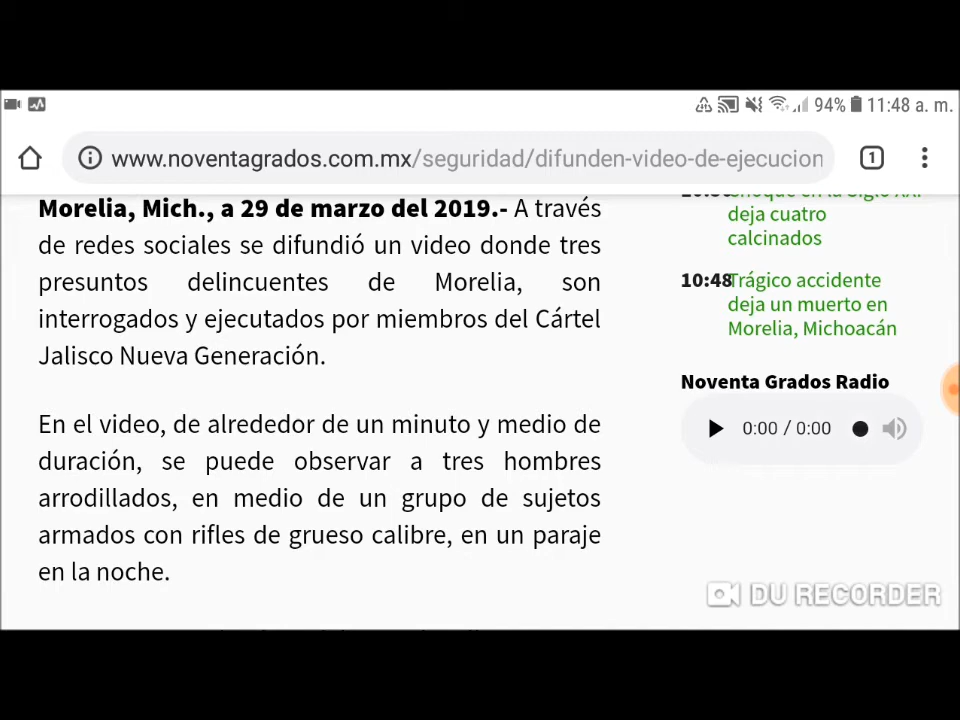 94% 11:48 a. m.
www.noventagrados.com.mx/seguridad/difunden-video-de-ejecucion
1
Morelia, Mich., a 29 de marzo del 2019.- A través
de redes sociales se difundió un video donde tres
presuntos delincuentes de Morelia, son
interrogados y ejecutados por miembros del Cártel
Jalisco Nueva Generación.
En el video, de alrededor de un minuto y medio de
duración, se puede observar a tres hombres
arrodillados, en medio de un grupo de sujetos
armados con rifles de grueso calibre, en un paraje
en la noche.
en la Siglo XXI
deja cuatro
calcinados
10:48 Trágico accidente
deja un muerto en
Morelia, Michoacán
Noventa Grados Radio
0:00 / 0:00
DU RECORDER